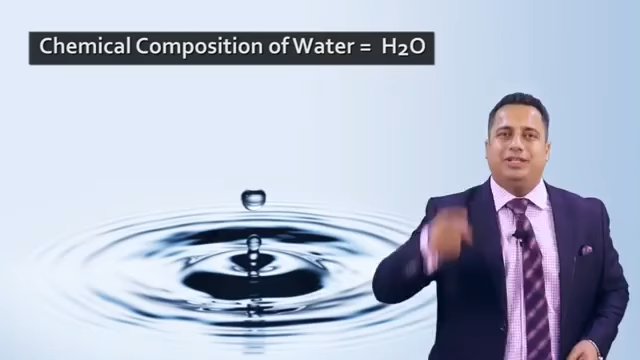 Chemical Composition of Water = H₂O